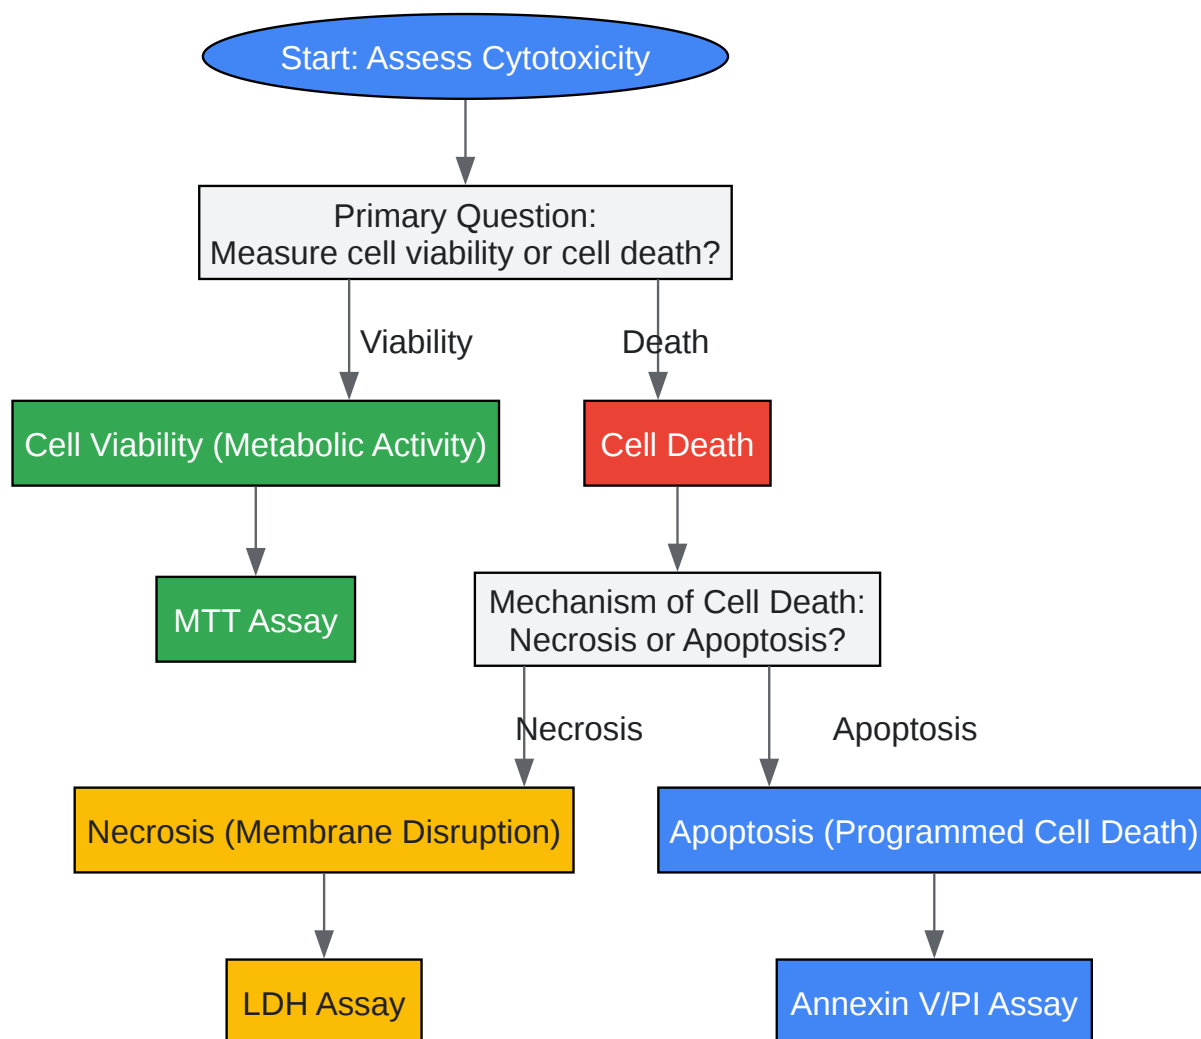 Start: Assess Cytotoxicity
Primary Question:
Measure cell viability or cell death?
Viability
Death
Cell Viability (Metabolic Activity)
Cell Death
MTT Assay
Mechanism of Cell Death:
Necrosis or Apoptosis?
Necrosis
Apoptosis
Necrosis (Membrane Disruption)
Apoptosis (Programmed Cell Death)
LDH Assay
Annexin V/PI Assay